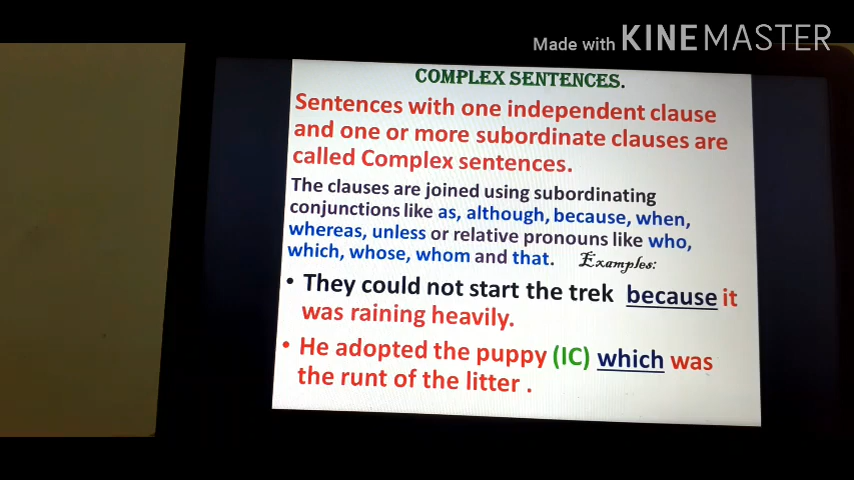 Made with KINEMASTER
COMPLEX SENTENCES.
Sentences with one independent clause
and one or more subordinate clauses are
called Complex sentences.
The clauses are joined using subordinating
conjunctions like as, although, because, when,
whereas, unless or relative pronouns like who,
which, whose, whom and that. Examples:
• They could not start the trek because it
was raining heavily.
• He adopted the puppy (IC) which was
the runt of the litter .